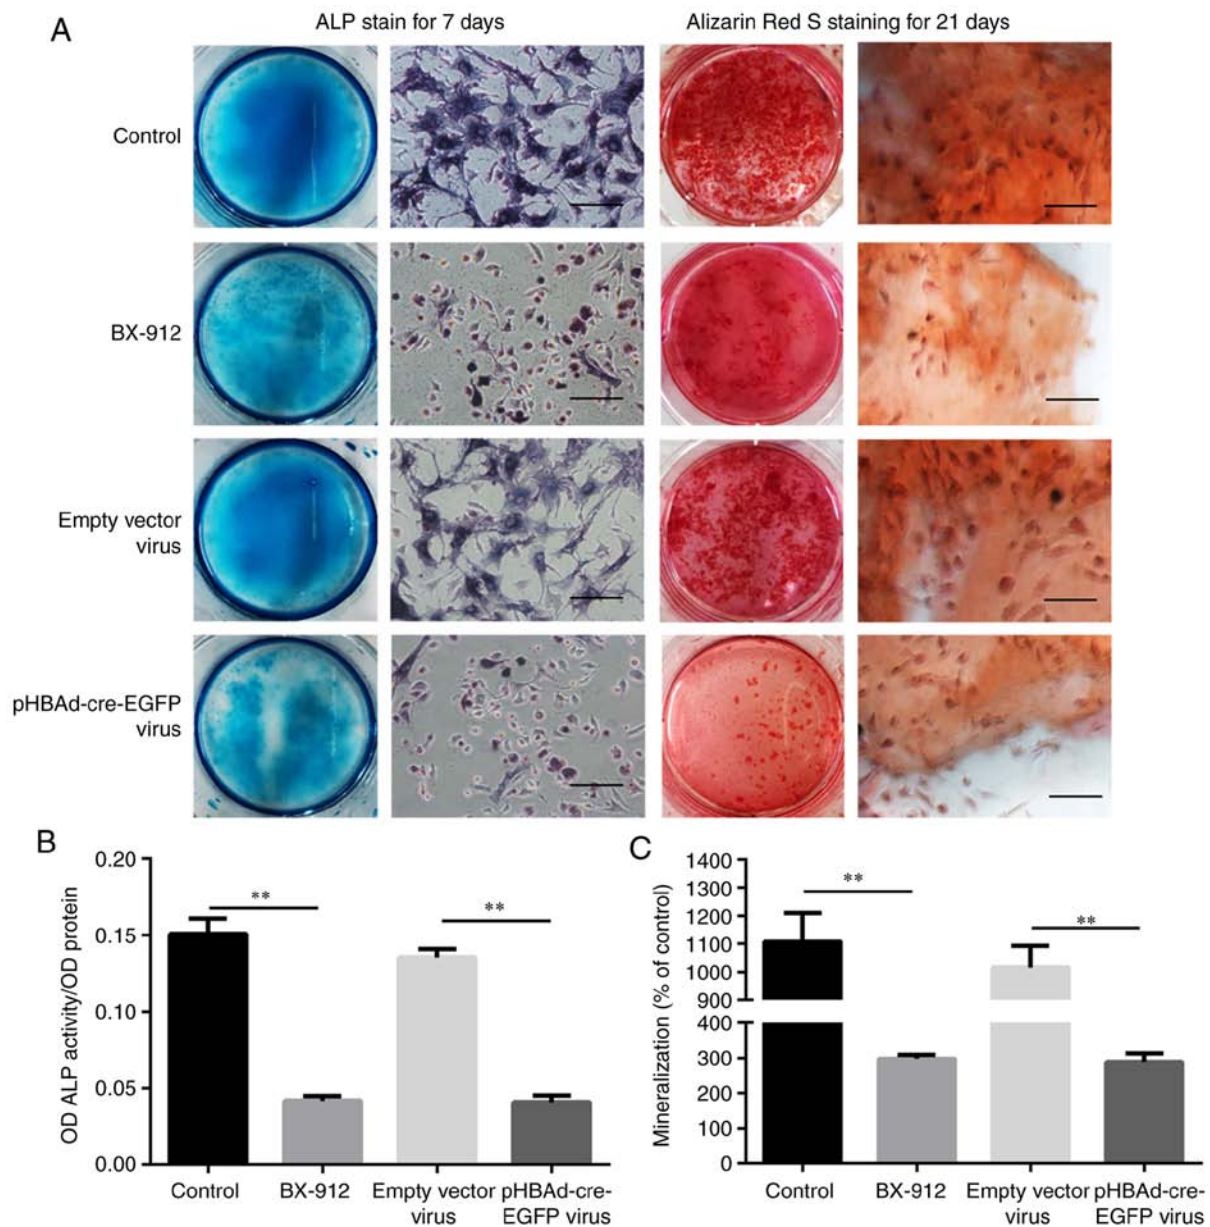 A
ALP stain for 7 days
Alizarin Red S staining for 21 days
Control
BX-912
Empty vector
virus
pHBAd-cre-EGFP
virus
B
OD ALP activity/OD protein
0.20
0.15
0.10
0.05
0.00
**
**
Control
BX-912
Empty vector
virus
pHBAd-cre-
EGFP virus
C
Mineralization (% of control)
1400
1300
1200
1100
1000
900
400
300
200
100
0
**
**
Control
BX-912
Empty vector
virus
pHBAd-cre-
EGFP virus